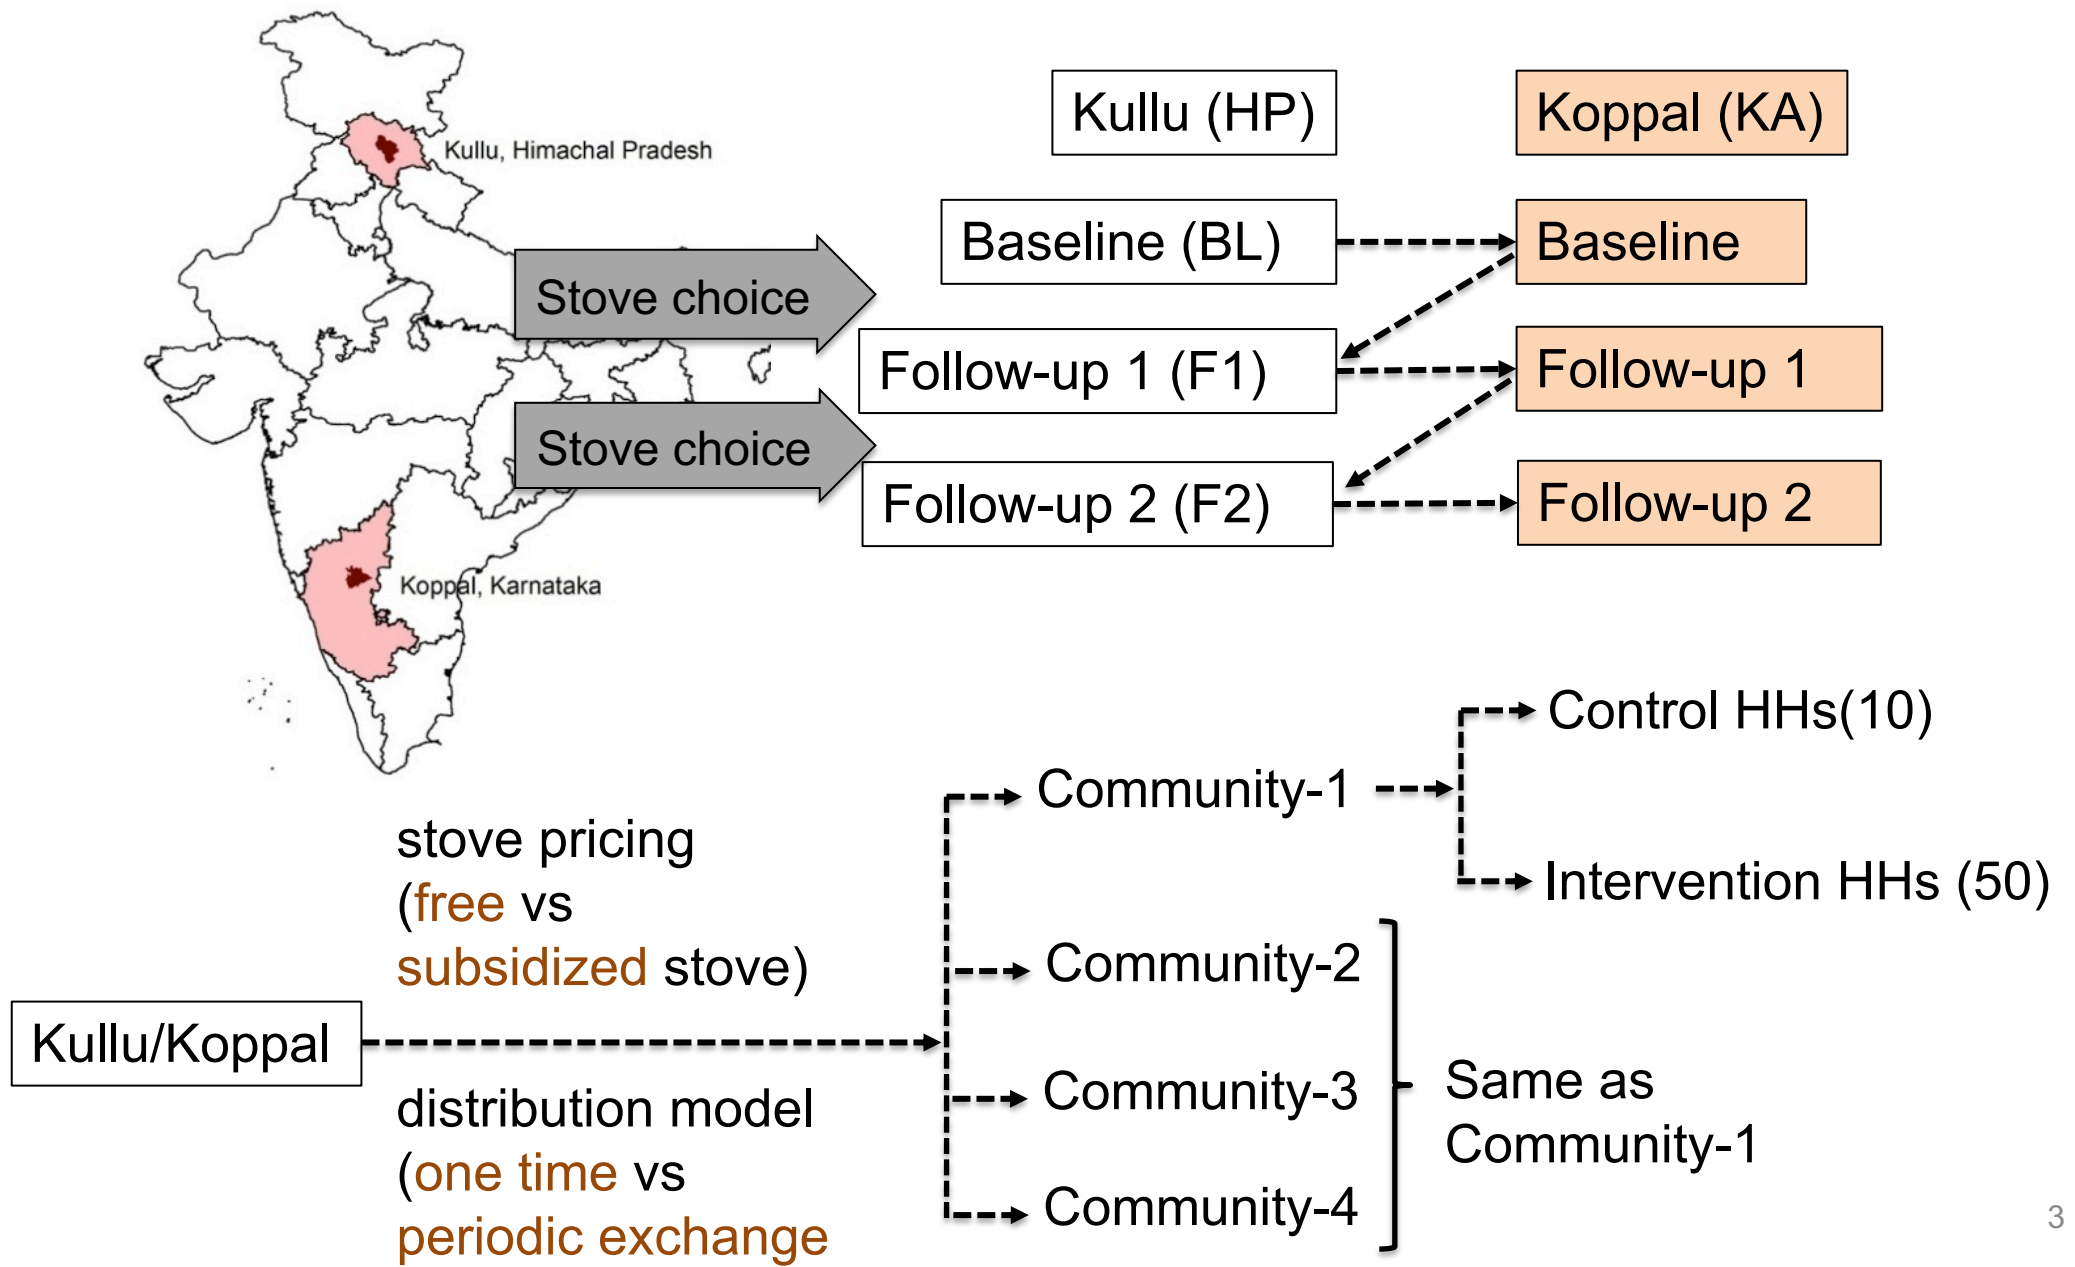 Kullu, Himachal Pradesh
Koppal, Karnataka
Stove choice
Stove choice
Kullu (HP)
Koppal (KA)
Baseline (BL)
Baseline
Follow-up 1 (F1)
Follow-up 1
Follow-up 2 (F2)
Follow-up 2
Kullu/Koppal
stove pricing
(free vs
subsidized stove)
distribution model
(one time vs
periodic exchange
Community-1
Community-2
Community-3
Community-4
Control HHs(10)
Intervention HHs (50)
Same as
Community-1
3